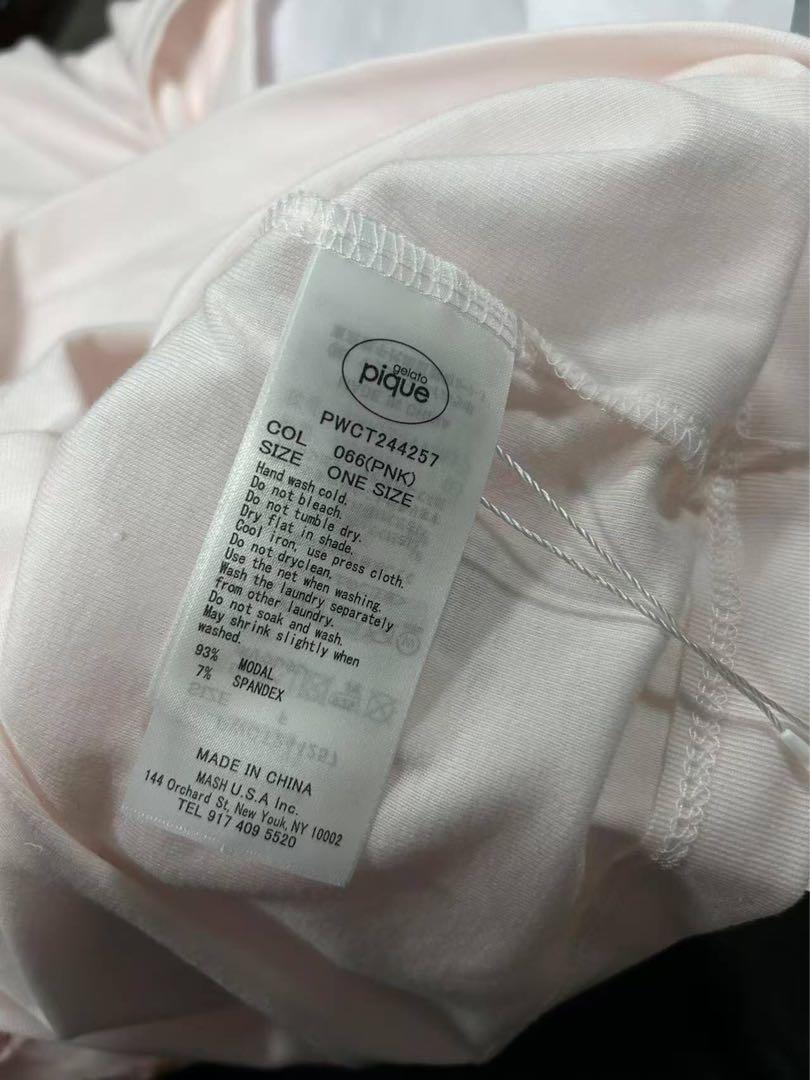 gelato
pique
PWCT244257
COL 066(PNK)
SIZE ONE SIZE
Hand wash cold.
Do not bleach.
Do not tumble dry.
Dry flat in shade.
Cool iron, use press cloth.
Do not dryclean.
Use the net when washing.
Wash the laundry separately
from other laundry.
Do not soak and wash.
May shrink slightly when
washed.
93% MODAL
7% SPANDEX
MADE IN CHINA
MASH U.S.A Inc.
144 Orchard St, New Youk, NY 10002
TEL 917 409 5520